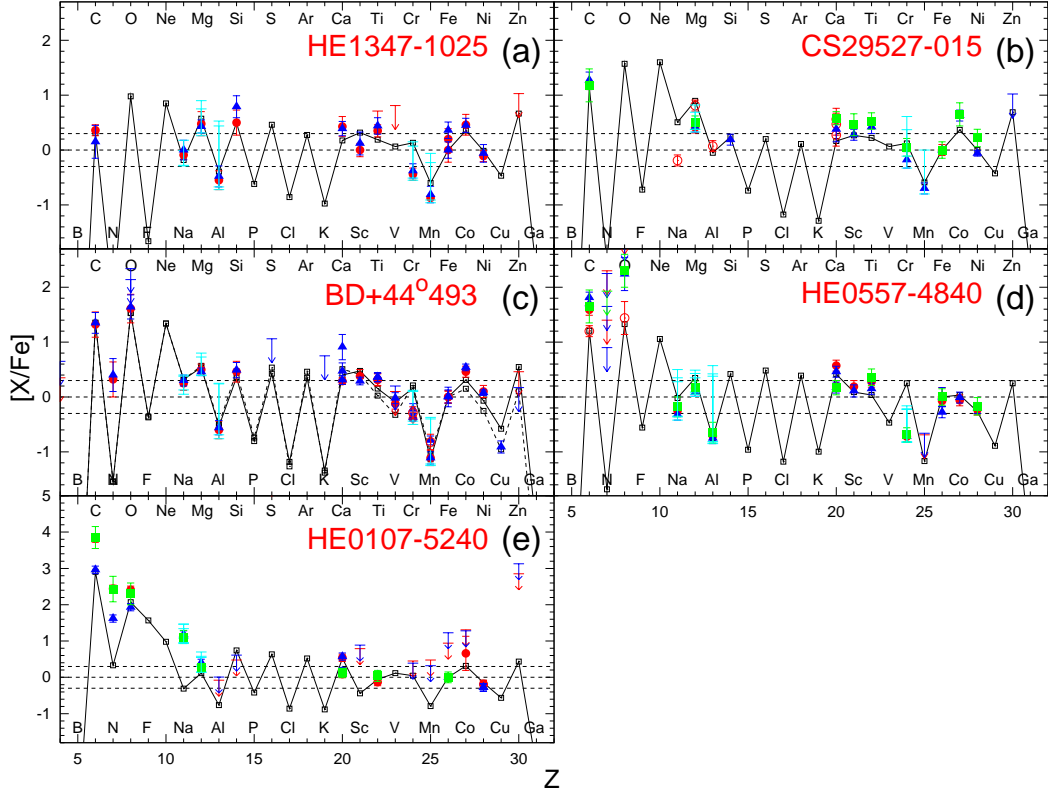 C O Ne Mg Si S Ar Ca Ti Cr Fe Ni Zn
HE1347-1025 (a)
2
1
0
-1
B N F Na Al P Cl K Sc V Mn Co Cu Ga
C O Ne Mg Si S Ar Ca Ti Cr Fe Ni Zn
CS29527-015 (b)
B N F Na Al P Cl K Sc V Mn Co Cu Ga
[X/Fe]
C O Ne Mg Si S Ar Ca Ti Cr Fe Ni Zn
BD+44°493 (c)
2
1
0
-1
B N F Na Al P Cl K Sc V Mn Co Cu Ga
C O Ne Mg Si S Ar Ca Ti Cr Fe Ni Zn
HE0557-4840 (d)
B N F Na Al P Cl K Sc V Mn Co Cu Ga
5 10 15 20 25 30
5
C O Ne Mg Si S Ar Ca Ti Cr Fe Ni Zn
HE0107-5240 (e)
4
3
2
1
0
-1
B N F Na Al P Cl K Sc V Mn Co Cu Ga
5 10 15 20 25 30
Z